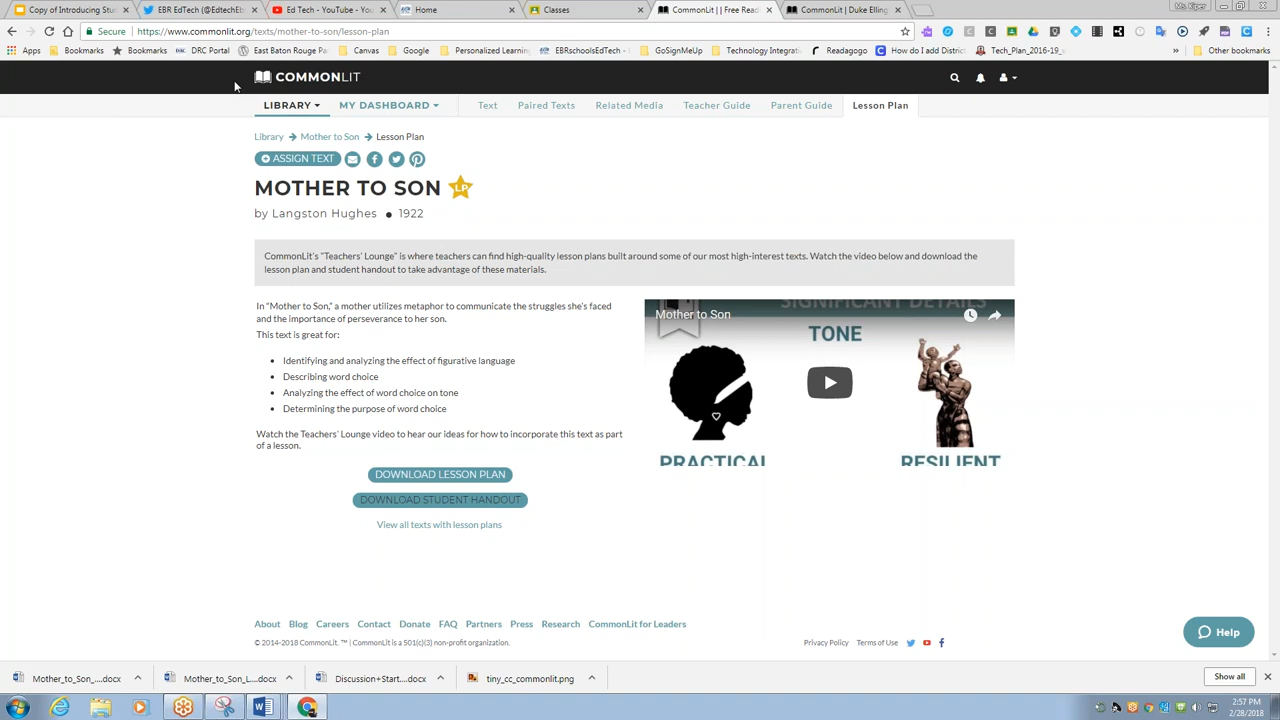 Copy of Introducing Stu
EBR EdTech (@EdtechEb
Ed Tech - YouTube - You
Home
Classes
CommonLit | | Free Read
CommonLit | Duke Elling
Ms. Kiper
Secure
https://www.commonlit.org/texts/mother-to-son/lesson-plan
Apps
Bookmarks
Bookmarks
DRC Portal
East Baton Rouge Pa
Canvas
Google
Personalized Learnin
EBRschoolsEdTech -
GoSignMeUp
Technology Integrati
Readagogo
How do I add Distric
Tech_Plan_2016-19_
»
Other bookmarks
COMMONLIT
LIBRARY
MY DASHBOARD
Text
Paired Texts
Related Media
Teacher Guide
Parent Guide
Lesson Plan
Library
Mother to Son
Lesson Plan
ASSIGN TEXT
MOTHER TO SON
LP
by Langston Hughes ● 1922
CommonLit's "Teachers' Lounge" is where teachers can find high-quality lesson plans built around some of our most high-interest texts. Watch the video below and download the
lesson plan and student handout to take advantage of these materials.
In "Mother to Son," a mother utilizes metaphor to communicate the struggles she's faced
and the importance of perseverance to her son.
This text is great for:
• Identifying and analyzing the effect of figurative language
• Describing word choice
• Analyzing the effect of word choice on tone
• Determining the purpose of word choice
Watch the Teachers' Lounge video to hear our ideas for how to incorporate this text as part
of a lesson.
DOWNLOAD LESSON PLAN
DOWNLOAD STUDENT HANDOUT
View all texts with lesson plans
SIGNIFICANT DETAILS
Mother to Son
TONE
PRACTICAL
RESILIENT
About
Blog
Careers
Contact
Donate
FAQ
Partners
Press
Research
CommonLit for Leaders
© 2014-2018 CommonLit. ™ | CommonLit is a 501(c)(3) non-profit organization.
Privacy Policy
Terms of Use
Help
Mother_to_Son_....docx
Mother_to_Son_L....docx
Discussion+Start....docx
tiny_cc_commonlit.png
Show all
2:57 PM
2/28/2018